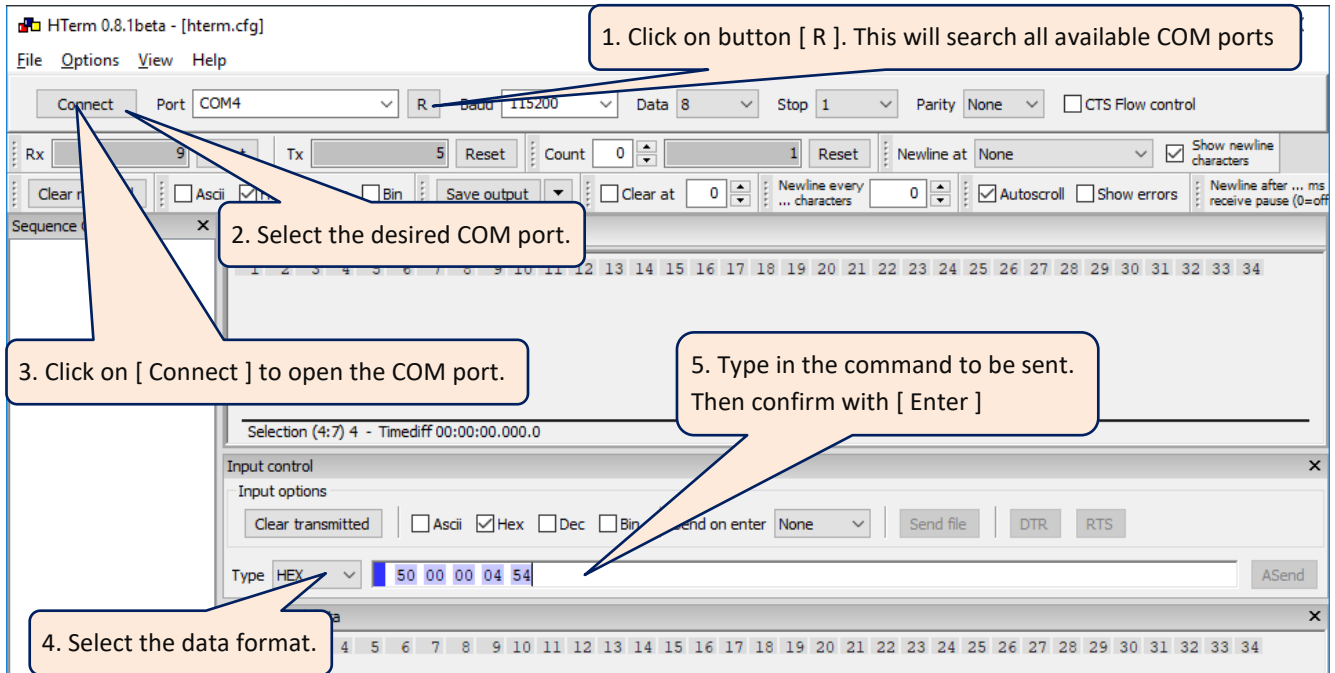 HTerm 0.8.1beta - [hterm.cfg]
1. Click on button [ R ]. This will search all available COM ports
File Options View Help
Connect Port COM4 R Baud 115200 Data 8 Stop 1 Parity None CTS Flow control
Rx 9 Tx 5 Reset Count 0 1 Reset Newline at None Show newline characters
Ascii Bin Save output Clear at 0 Newline every ... characters 0 Autoscroll Show errors Newline after ... ms receive pause (0=off
Sequence
2. Select the desired COM port.
1 2 3 4 5 6 7 8 9 10 11 12 13 14 15 16 17 18 19 20 21 22 23 24 25 26 27 28 29 30 31 32 33 34
3. Click on [ Connect ] to open the COM port.
5. Type in the command to be sent.
Then confirm with [ Enter ]
Selection (4:7) 4 - Timediff 00:00:00.000.0
Input control
Input options
Clear transmitted Ascii Hex Dec Bin Send on enter None Send file DTR RTS
Type HEX 50 00 00 04 54 ASend
4. Select the data format.
4 5 6 7 8 9 10 11 12 13 14 15 16 17 18 19 20 21 22 23 24 25 26 27 28 29 30 31 32 33 34